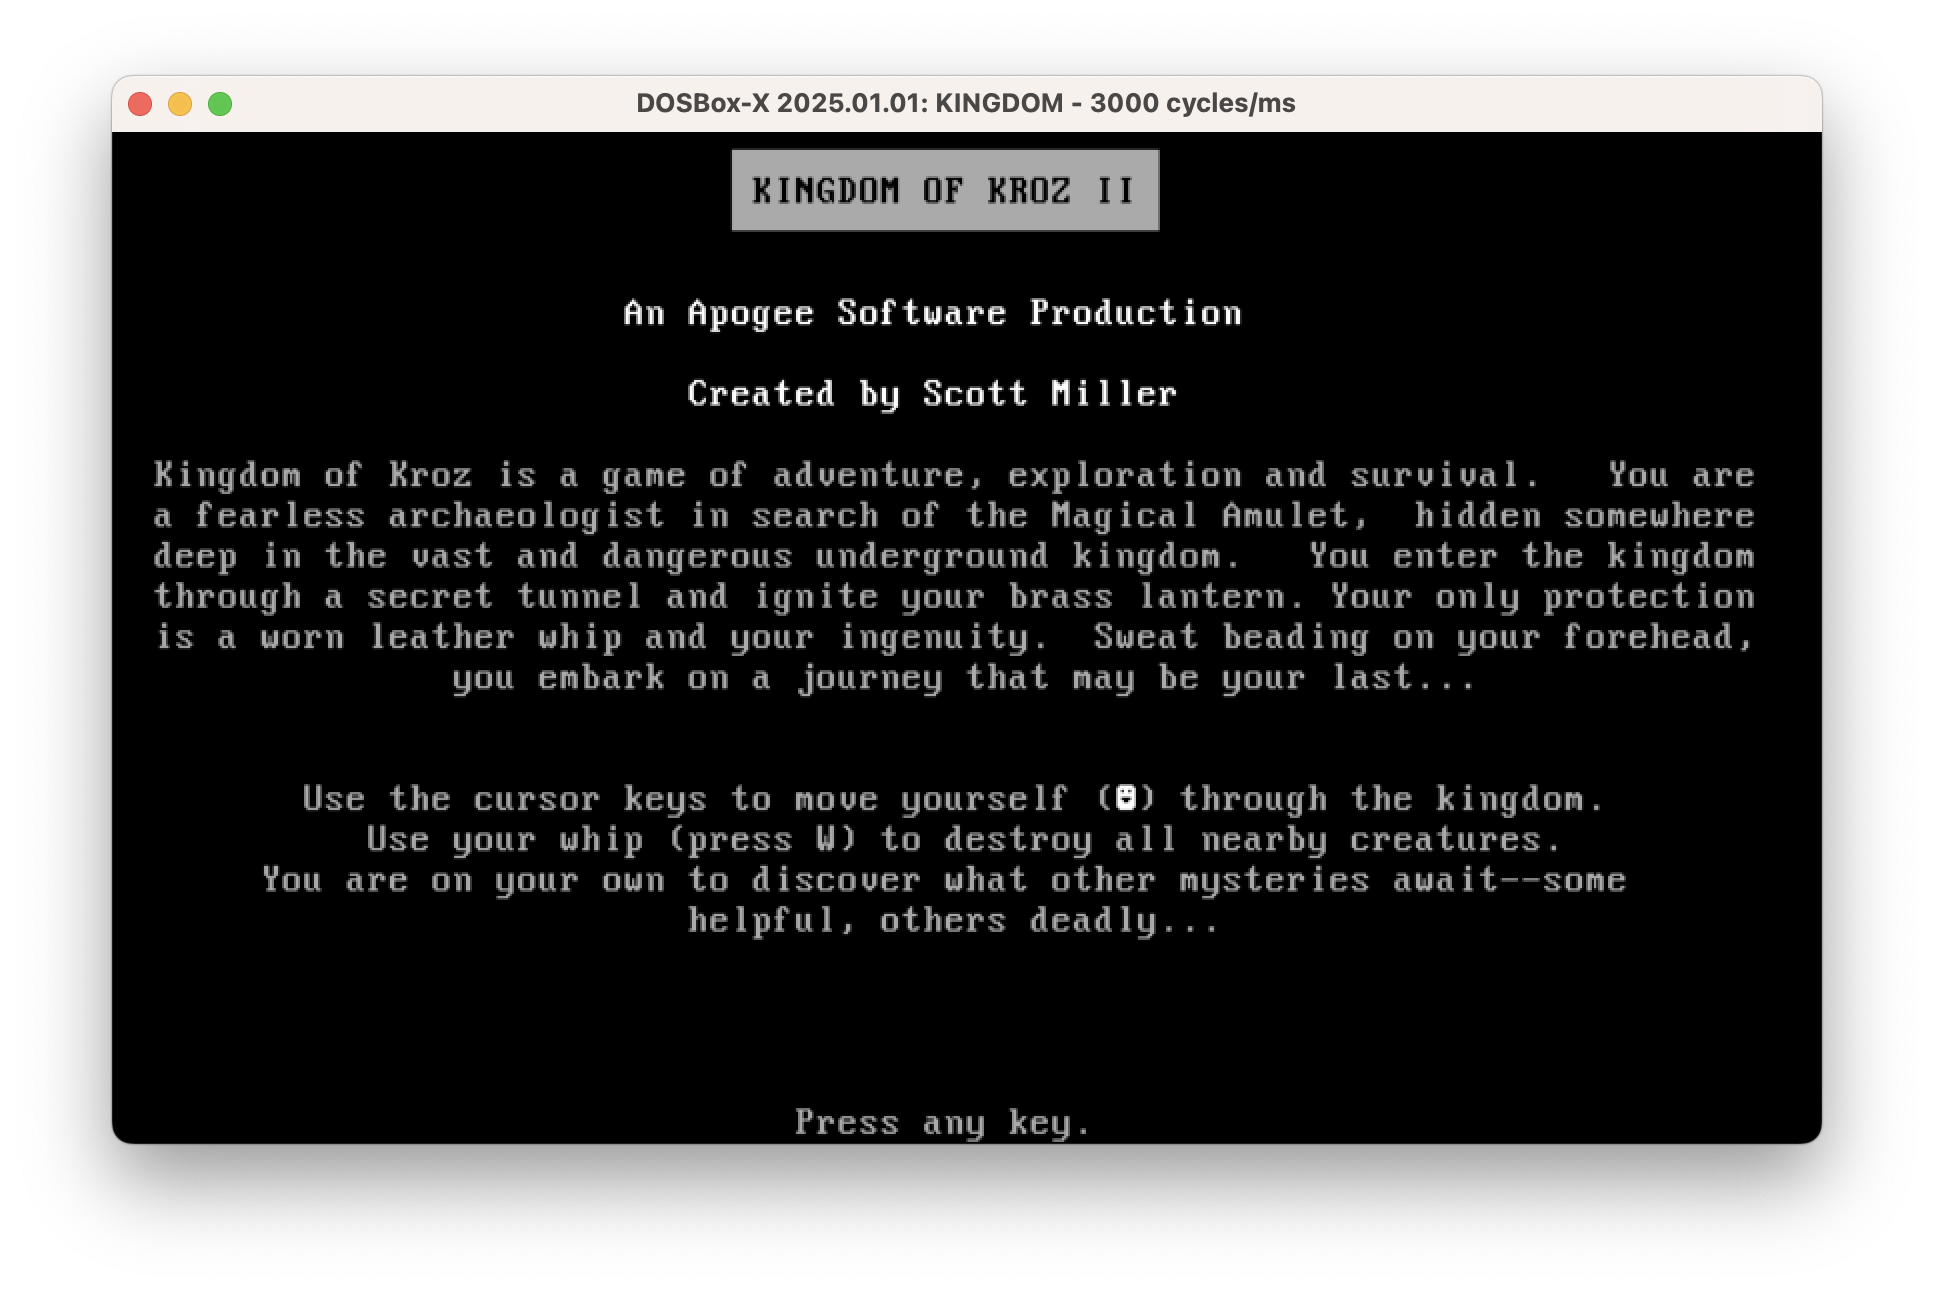 DOSBox-X 2025.01.01: KINGDOM - 3000 cycles/ms
KINGDOM OF KROZ II
An Apogee Software Production
Created by Scott Miller
Kingdom of Kroz is a game of adventure, exploration and survival.   You are
a fearless archaeologist in search of the Magical Amulet,  hidden somewhere
deep in the vast and dangerous underground kingdom.   You enter the kingdom
through a secret tunnel and ignite your brass lantern. Your only protection
is a worn leather whip and your ingenuity.  Sweat beading on your forehead,
you embark on a journey that may be your last...
Use the cursor keys to move yourself (☻) through the kingdom.
Use your whip (press W) to destroy all nearby creatures.
You are on your own to discover what other mysteries await--some
helpful, others deadly...
Press any key.